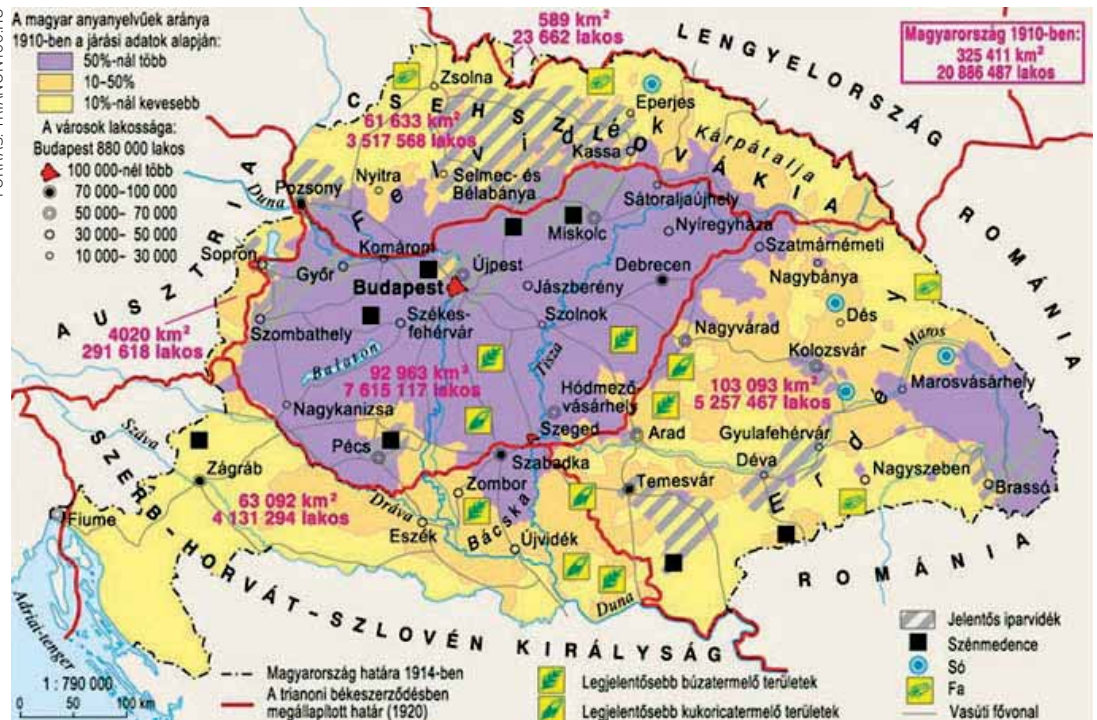 FORRÁS: TRIANON100.HU
A magyar anyanyelvűek aránya
1910-ben a járási adatok alapján:
50%-nál több
10–50%
10%-nál kevesebb
A városok lakossága:
Budapest 880 000 lakos
100 000-nél több
70 000–100 000
50 000– 70 000
30 000– 50 000
10 000– 30 000
589 km²
23 662 lakos
LENGYELORSZÁG
Magyarország 1910-ben:
325 411 km²
20 886 487 lakos
CSEHSZLOVÁKIA
Zsolna
Eperjes
61 633 km²
3 517 568 lakos
Felvidék
Kassa
Kárpátalja
Nyitra
Selmec- és
Bélabánya
Duna
Pozsony
Sátoraljaújhely
Miskolc
Nyíregyháza
Szatmárnémeti
ROMÁNIA
AUSZTRIA
Sopron
Komárom
Győr
Újpest
Debrecen
Nagybánya
Budapest
Jászberény
Dés
4020 km²
291 618 lakos
Szombathely
Székes-
fehérvár
Szolnok
Nagyvárad
Kolozsvár
Maros
Balaton
Tisza
92 963 km²
7 615 117 lakos
Hódmező-
vásárhely
103 093 km²
5 257 467 lakos
Marosvásárhely
Erdély
Nagykanizsa
Szeged
Arad
Gyulafehérvár
Száva
Pécs
Szabadka
Déva
Nagyszeben
Zágráb
Zombor
Temesvár
Brassó
63 092 km²
4 131 294 lakos
Dráva
Bácska
Fiume
Eszék
Újvidék
ROMÁNIA
Duna
Adriai-tenger
SZERB-HORVÁT-SZLOVÉN KIRÁLYSÁG
1 : 790 000
0 50 100 km
Magyarország határa 1914-ben
A trianoni békeszerződésben
megállapított határ (1920)
Legjelentősebb búzatermelő területek
Legjelentősebb kukoricatermelő területek
Jelentős iparvidék
Szénmedence
Só
Fa
Vasúti fővonal